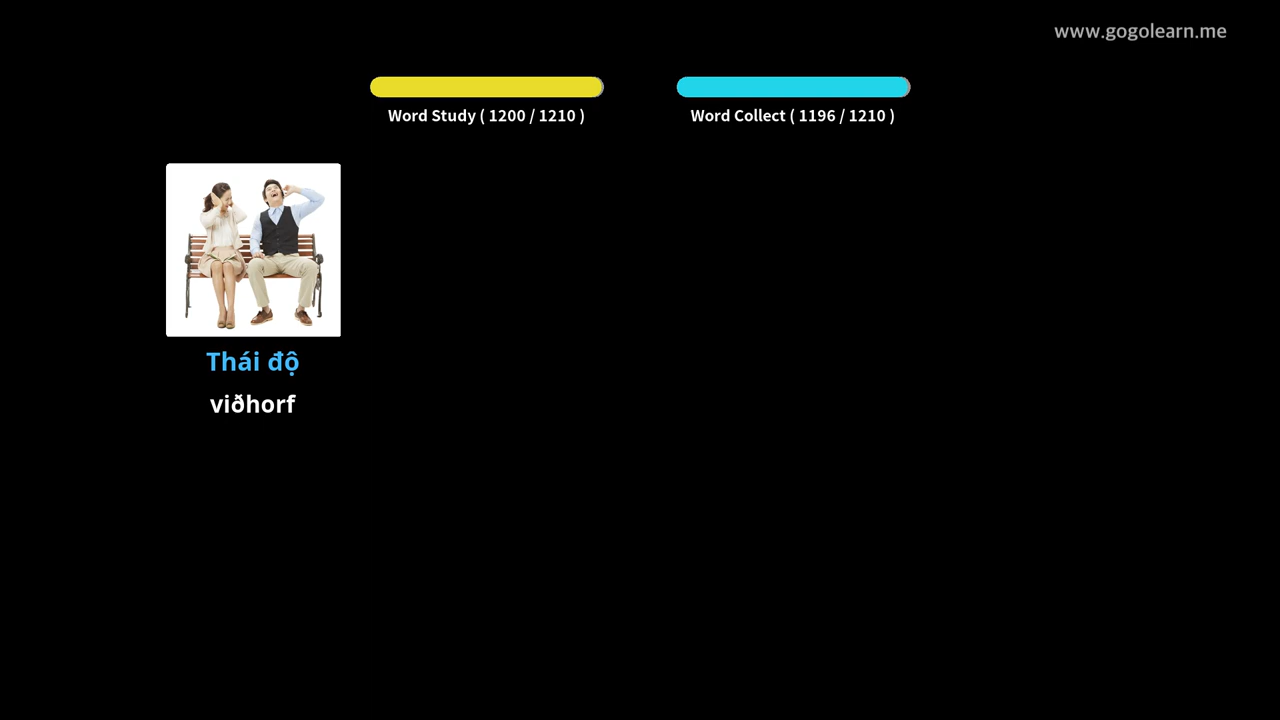 www.gogolearn.me
Word Study ( 1200 / 1210 )
Word Collect ( 1196 / 1210 )
Thái độ
viðhorf